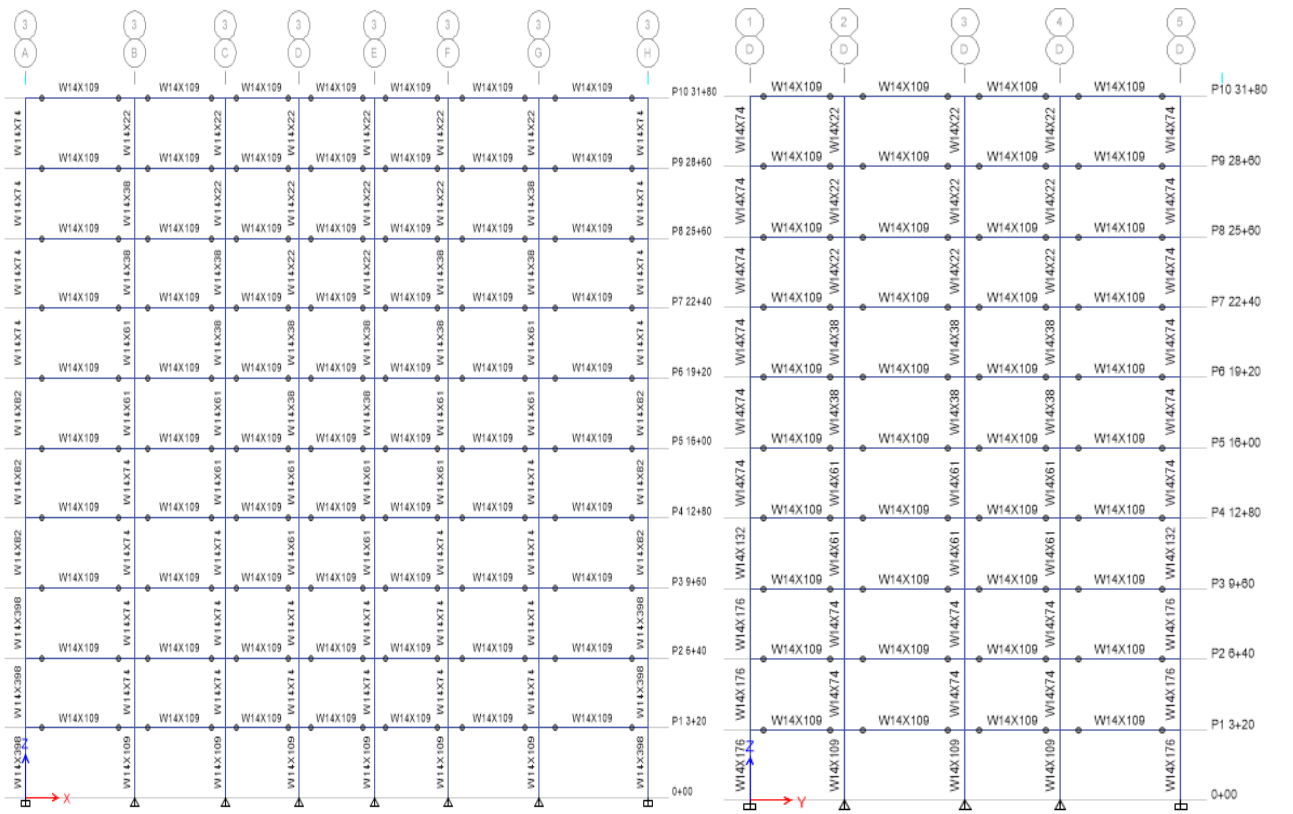 3 3 3 3 3 3 3 3
A B C D E F G H
W14X109 W14X109 W14X109 W14X109 W14X109 W14X109 W14X109 P10 31+80
W14X74 W14X22 W14X22 W14X22 W14X22 W14X22 W14X22 W14X74
W14X109 W14X109 W14X109 W14X109 W14X109 W14X109 W14X109 P9 28+60
W14X74 W14X38 W14X22 W14X22 W14X22 W14X22 W14X38 W14X74
W14X109 W14X109 W14X109 W14X109 W14X109 W14X109 W14X109 P8 25+60
W14X74 W14X38 W14X38 W14X22 W14X22 W14X38 W14X38 W14X74
W14X109 W14X109 W14X109 W14X109 W14X109 W14X109 W14X109 P7 22+40
W14X74 W14X61 W14X38 W14X38 W14X38 W14X38 W14X61 W14X74
W14X109 W14X109 W14X109 W14X109 W14X109 W14X109 W14X109 P6 19+20
W14X82 W14X61 W14X61 W14X38 W14X38 W14X61 W14X61 W14X82
W14X109 W14X109 W14X109 W14X109 W14X109 W14X109 W14X109 P5 16+00
W14X82 W14X74 W14X61 W14X61 W14X61 W14X61 W14X74 W14X82
W14X109 W14X109 W14X109 W14X109 W14X109 W14X109 W14X109 P4 12+80
W14X82 W14X74 W14X74 W14X61 W14X61 W14X74 W14X74 W14X82
W14X109 W14X109 W14X109 W14X109 W14X109 W14X109 W14X109 P3 9+60
W14X398 W14X74 W14X74 W14X74 W14X74 W14X74 W14X74 W14X398
W14X109 W14X109 W14X109 W14X109 W14X109 W14X109 W14X109 P2 6+40
W14X398 W14X74 W14X74 W14X74 W14X74 W14X74 W14X74 W14X398
W14X109 W14X109 W14X109 W14X109 W14X109 W14X109 W14X109 P1 3+20
W14X398 W14X109 W14X109 W14X109 W14X109 W14X109 W14X109 W14X398
Z
X
0+00
1 2 3 4 5
D D D D D
W14X109 W14X109 W14X109 W14X109 P10 31+80
W14X74 W14X22 W14X22 W14X22 W14X74
W14X109 W14X109 W14X109 W14X109 P9 28+60
W14X74 W14X22 W14X22 W14X22 W14X74
W14X109 W14X109 W14X109 W14X109 P8 25+60
W14X74 W14X22 W14X22 W14X22 W14X74
W14X109 W14X109 W14X109 W14X109 P7 22+40
W14X74 W14X38 W14X38 W14X38 W14X74
W14X109 W14X109 W14X109 W14X109 P6 19+20
W14X74 W14X38 W14X38 W14X38 W14X74
W14X109 W14X109 W14X109 W14X109 P5 16+00
W14X74 W14X61 W14X61 W14X61 W14X74
W14X109 W14X109 W14X109 W14X109 P4 12+80
W14X132 W14X61 W14X61 W14X61 W14X132
W14X109 W14X109 W14X109 W14X109 P3 9+60
W14X176 W14X74 W14X74 W14X74 W14X176
W14X109 W14X109 W14X109 W14X109 P2 6+40
W14X176 W14X74 W14X74 W14X74 W14X176
W14X109 W14X109 W14X109 W14X109 P1 3+20
W14X176 W14X109 W14X109 W14X109 W14X176
Z
Y
0+00